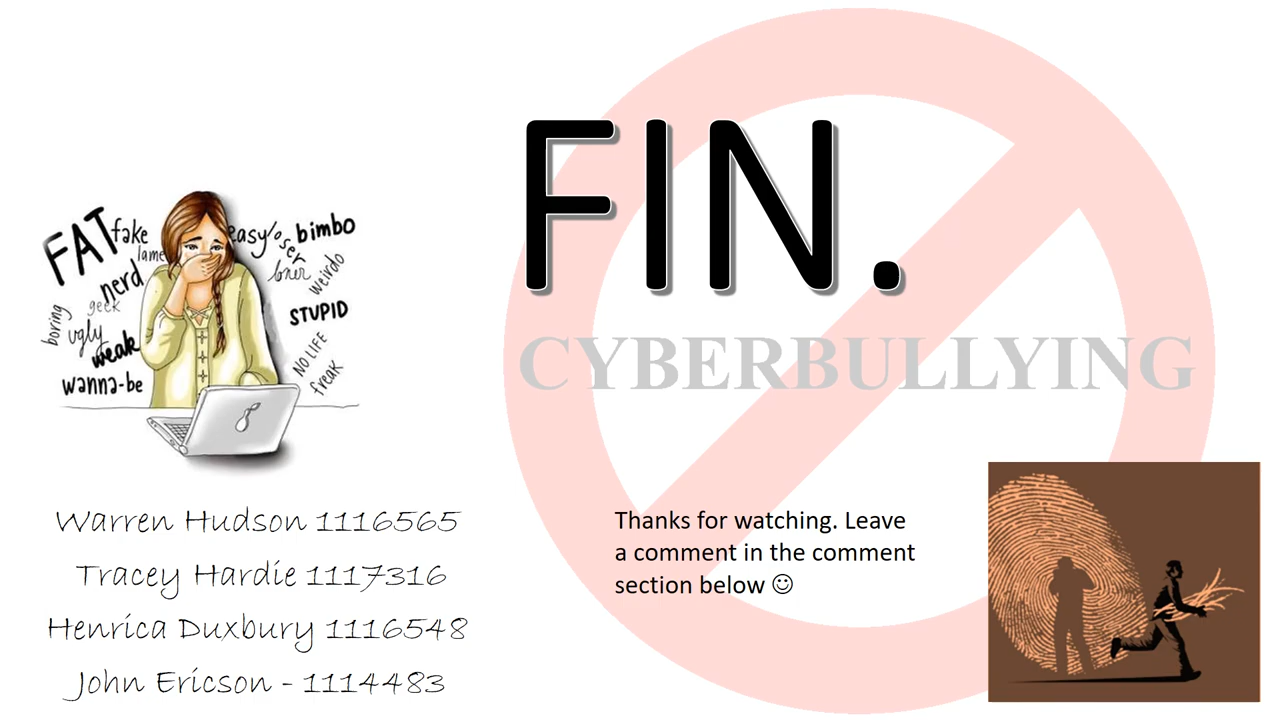 FIN.
CYBERBULLYING
FAT
fake
lame
nerd
geek
boring
ugly
weak
wanna-be
easy
loser
bimbo
loner
weirdo
STUPID
NO LIFE
freak
Warren Hudson 1116565
Tracey Hardie 1117316
Henrica Duxbury 1116548
John Ericson - 1114483
Thanks for watching. Leave
a comment in the comment
section below ☺